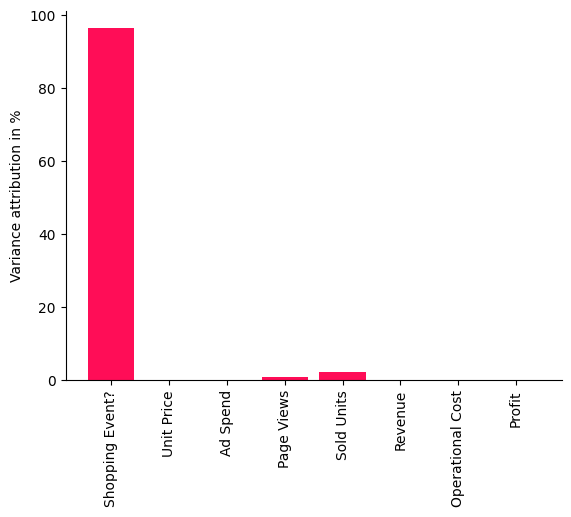 Variance attribution in %
100
80
60
40
20
0
Shopping Event?
Unit Price
Ad Spend
Page Views
Sold Units
Revenue
Operational Cost
Profit